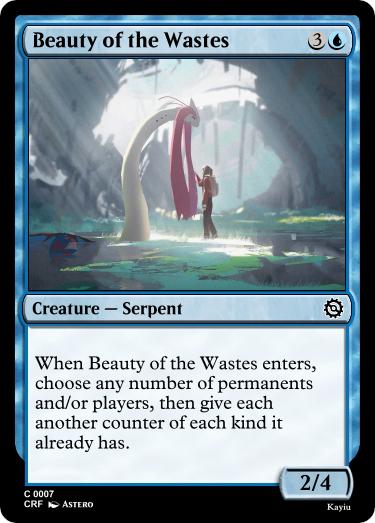 Beauty of the Wastes 3
Creature — Serpent
When Beauty of the Wastes enters,
choose any number of permanents
and/or players, then give each
another counter of each kind it
already has.
2/4
C 0007
CRF Astero
Kayiu